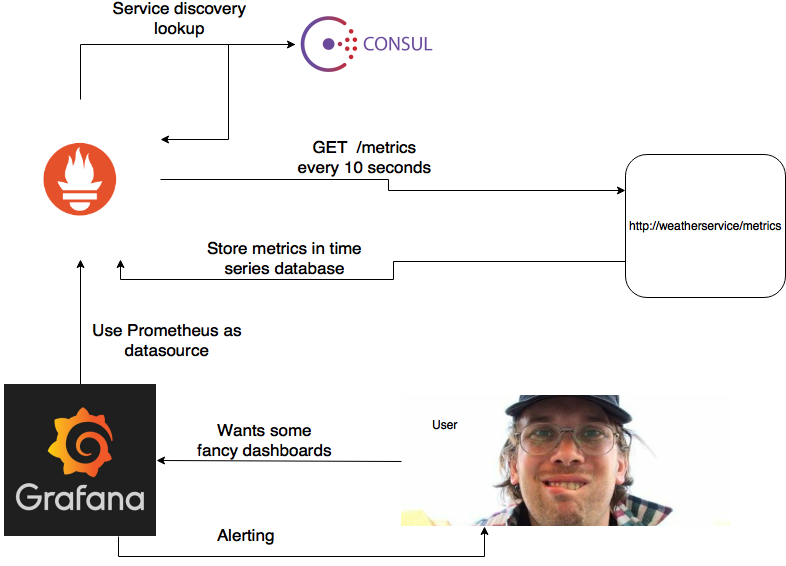 Service discovery
lookup
CONSUL
GET /metrics
every 10 seconds
http://weatherservice/metrics
Store metrics in time
series database
Use Prometheus as
datasource
Grafana
Wants some
fancy dashboards
User
Alerting